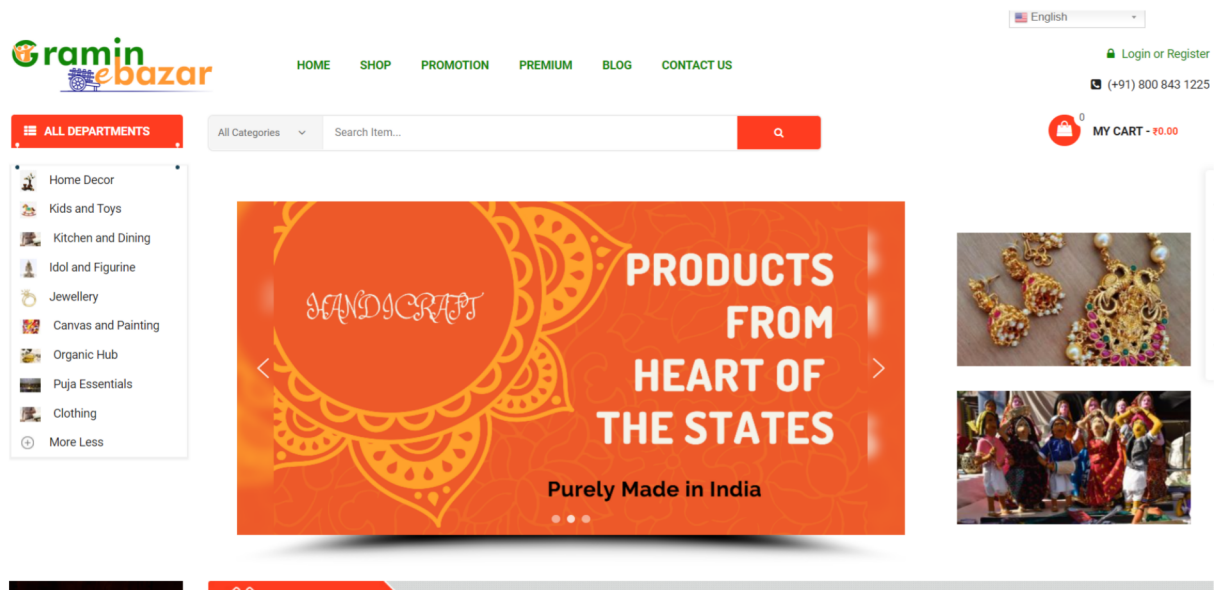 English
Gramin
ebazar
HOME SHOP PROMOTION PREMIUM BLOG CONTACT US
Login or Register
(+91) 800 843 1225
ALL DEPARTMENTS
All Categories
Search Item...
0
MY CART - ₹0.00
Home Decor
Kids and Toys
Kitchen and Dining
Idol and Figurine
Jewellery
Canvas and Painting
Organic Hub
Puja Essentials
Clothing
More Less
HANDICRAFT
PRODUCTS
FROM
HEART OF
THE STATES
Purely Made in India